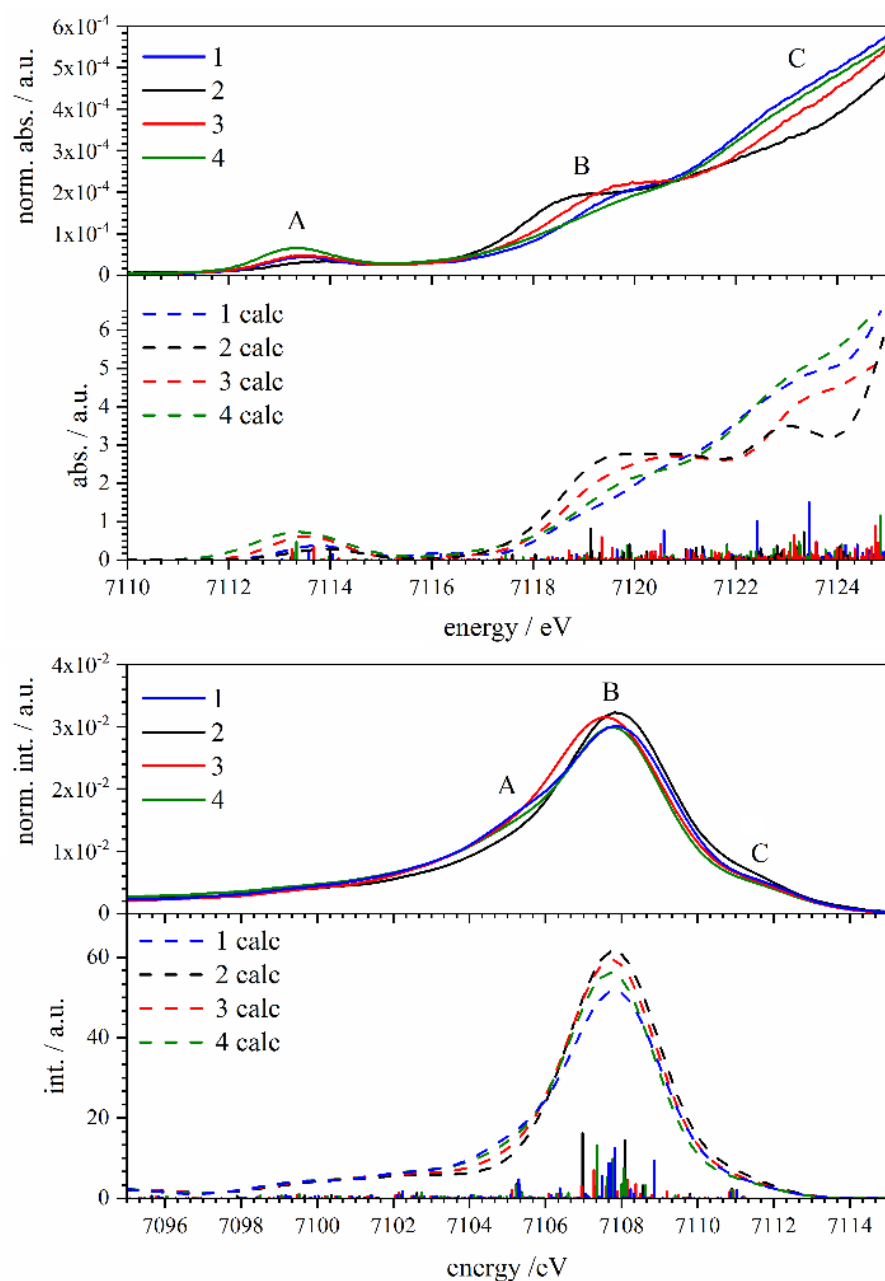 6x10⁻⁴
5x10⁻⁴
4x10⁻⁴
3x10⁻⁴
2x10⁻⁴
1x10⁻⁴
0
norm. abs. / a.u.
1
2
3
4
A
B
C
6
5
4
3
2
1
0
abs. / a.u.
1 calc
2 calc
3 calc
4 calc
7110 7112 7114 7116 7118 7120 7122 7124
energy / eV
4x10⁻²
3x10⁻²
2x10⁻²
1x10⁻²
0
norm. int. / a.u.
1
2
3
4
A
B
C
60
40
20
0
int. / a.u.
1 calc
2 calc
3 calc
4 calc
7096 7098 7100 7102 7104 7106 7108 7110 7112 7114
energy /eV